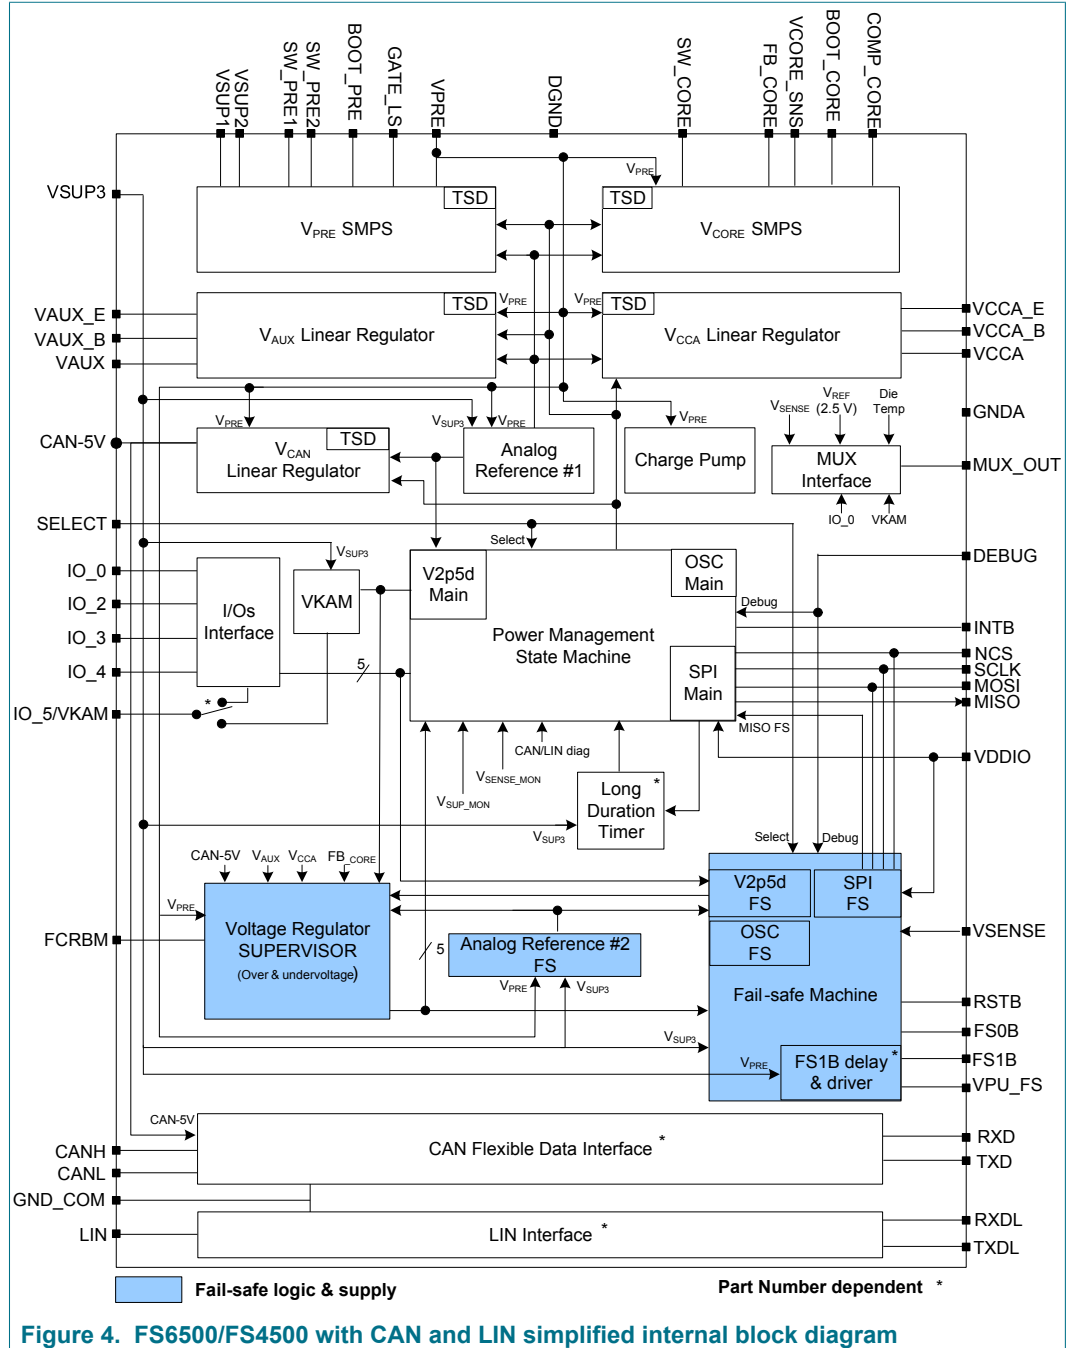 VSUP1
VSUP2
SW_PRE1
SW_PRE2
BOOT_PRE
GATE_LS
VPRE
DGND
SW_CORE
FB_CORE
VCORE_SNS
BOOT_CORE
COMP_CORE
VSUP3
VPRE
TSD
TSD
VPRE SMPS
VCORE SMPS
VAUX_E
VAUX_B
VAUX
TSD
VPRE
VPRE
TSD
VAUX Linear Regulator
VCCA Linear Regulator
VCCA_E
VCCA_B
VCCA
GNDA
CAN-5V
VPRE
TSD
VCAN
Linear Regulator
VSUP3
VPRE
Analog
Reference #1
VPRE
Charge Pump
VSENSE
VREF
(2.5 V)
Die
Temp
MUX
Interface
MUX_OUT
IO_0
VKAM
SELECT
Select
VSUP3
IO_0
IO_2
IO_3
IO_4
IO_5/VKAM
I/Os
Interface
*
VKAM
5
V2p5d
Main
OSC
Main
Power Management
State Machine
SPI
Main
Debug
DEBUG
INTB
NCS
SCLK
MOSI
MISO
MISO FS
VDDIO
CAN/LIN diag
VSENSE_MON
VSUP_MON
Long
Duration
Timer
*
VSUP3
Select
Debug
CAN-5V
VAUX
VCCA
FB_CORE
VPRE
Voltage Regulator
SUPERVISOR
(Over & undervoltage)
FCRBM
5
Analog Reference #2
FS
VPRE
VSUP3
V2p5d
FS
SPI
FS
OSC
FS
Fail-safe Machine
VSENSE
RSTB
FS0B
FS1B
VPU_FS
VSUP3
VPRE
FS1B delay
& driver
*
CAN-5V
CANH
CANL
GND_COM
LIN
CAN Flexible Data Interface *
LIN Interface *
RXD
TXD
RXDL
TXDL
Fail-safe logic & supply
Part Number dependent *
Figure 4. FS6500/FS4500 with CAN and LIN simplified internal block diagram